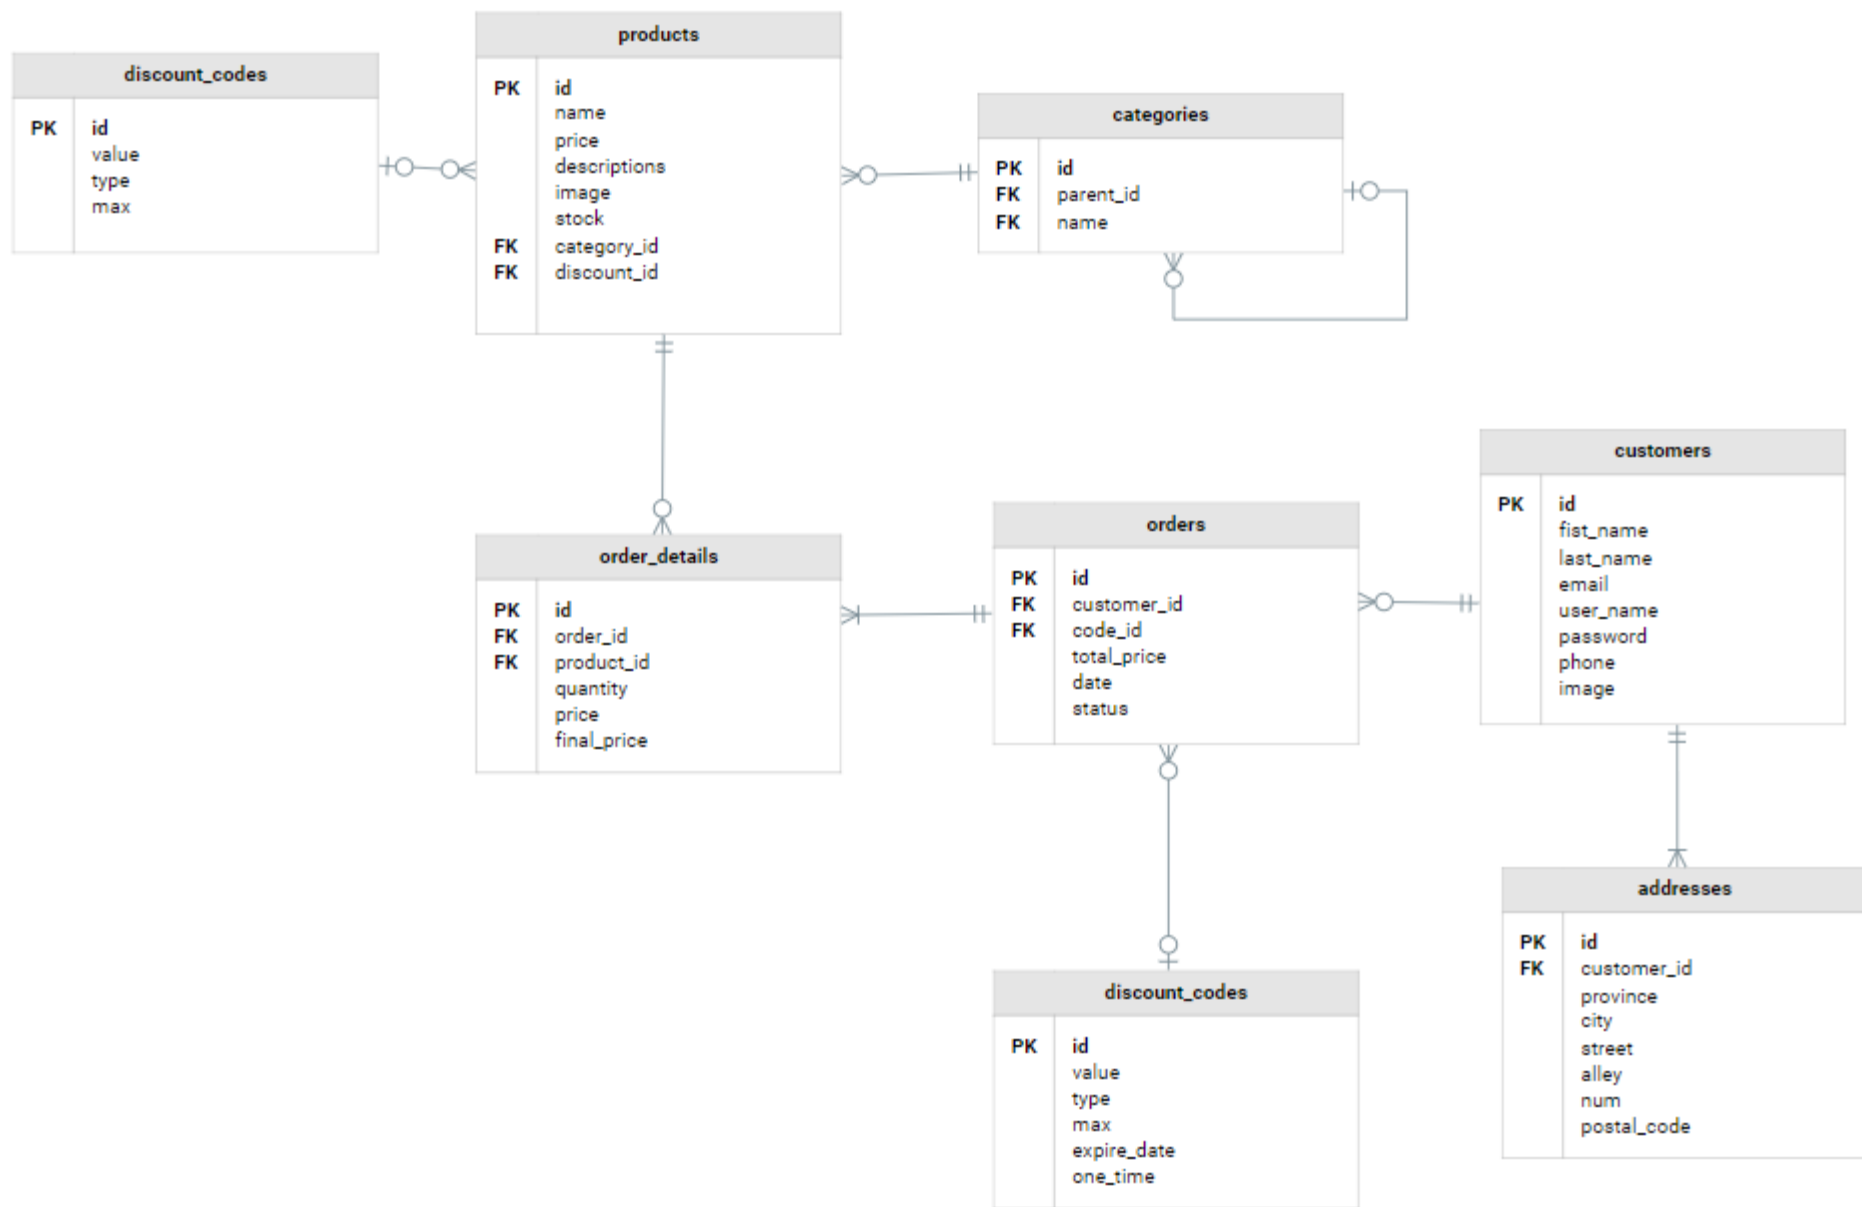 discount_codes
PK id
value
type
max
products
PK id
name
price
descriptions
image
stock
FK category_id
FK discount_id
categories
PK id
FK parent_id
FK name
order_details
PK id
FK order_id
FK product_id
quantity
price
final_price
orders
PK id
FK customer_id
FK code_id
total_price
date
status
customers
PK id
fist_name
last_name
email
user_name
password
phone
image
discount_codes
PK id
value
type
max
expire_date
one_time
addresses
PK id
FK customer_id
province
city
street
alley
num
postal_code